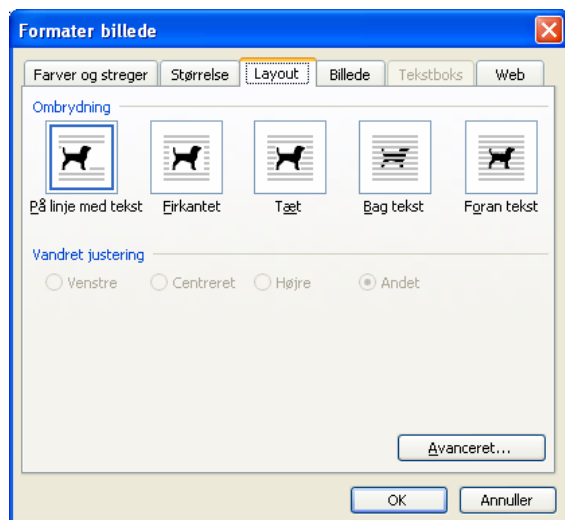 Formater billede
Farver og streger Størrelse Layout Billede Tekstboks Web
Ombrydning
På linje med tekst Firkantet Tæt Bag tekst Foran tekst
Vandret justering
Venstre Centreret Højre Andet
Avanceret...
OK Annuller